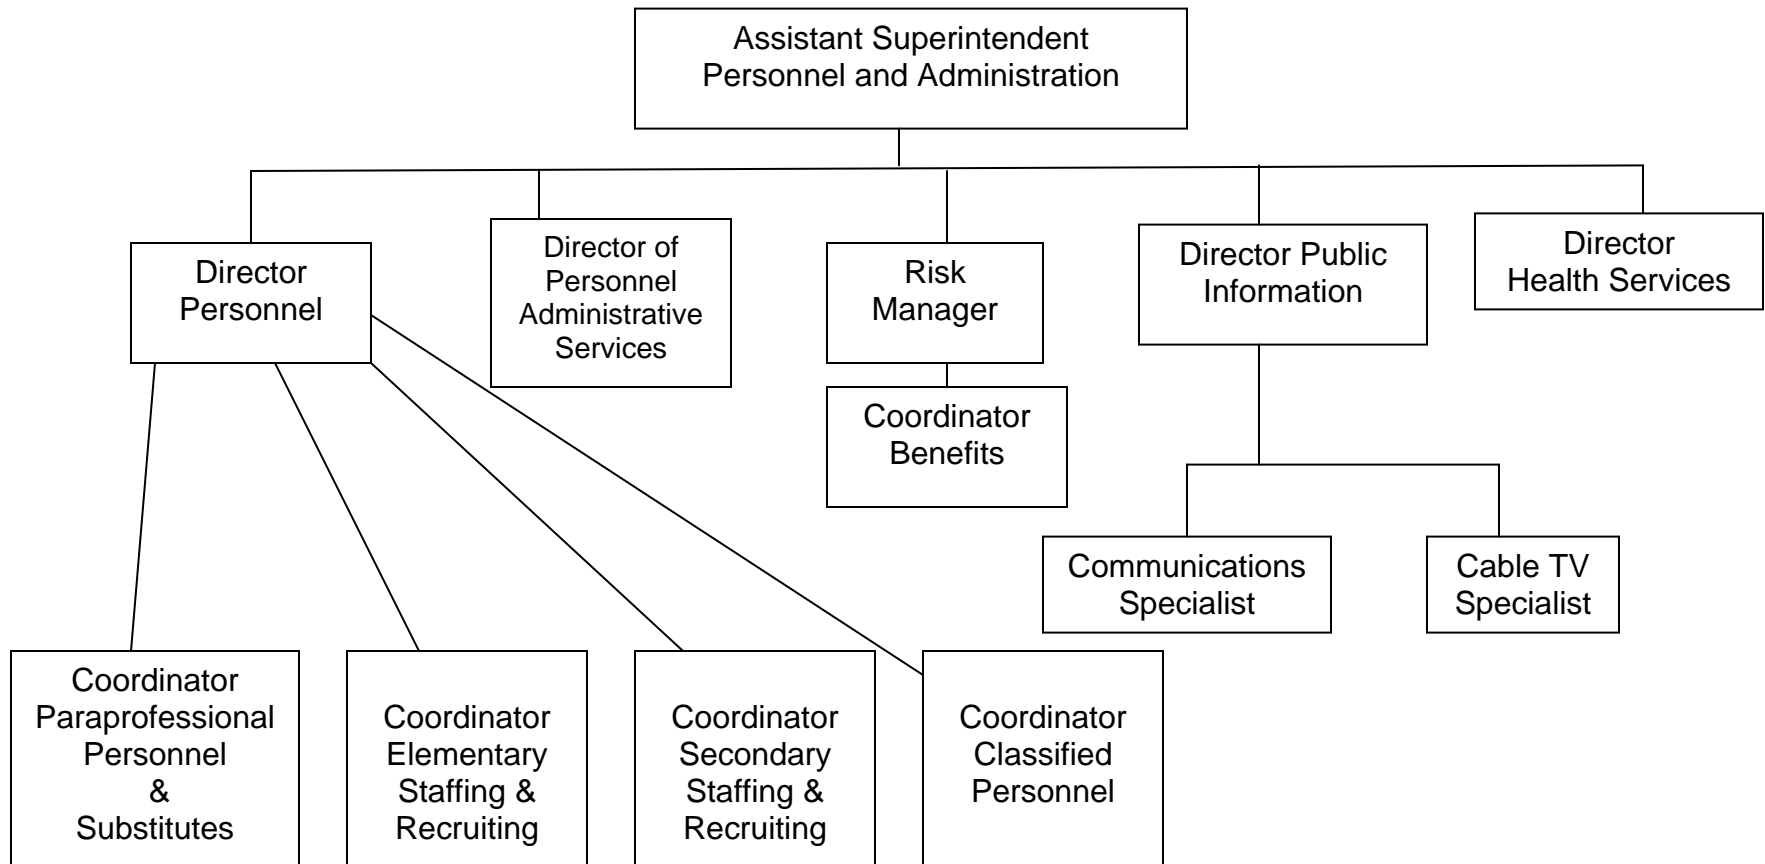 Assistant Superintendent
Personnel and Administration
Director
Personnel
Director of
Personnel
Administrative
Services
Risk
Manager
Director Public
Information
Director
Health Services
Coordinator
Benefits
Communications
Specialist
Cable TV
Specialist
Coordinator
Paraprofessional
Personnel
&
Substitutes
Coordinator
Elementary
Staffing &
Recruiting
Coordinator
Secondary
Staffing &
Recruiting
Coordinator
Classified
Personnel